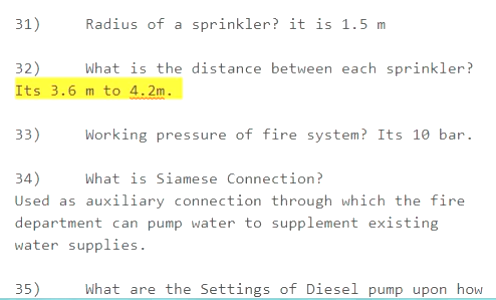 31) Radius of a sprinkler? it is 1.5 m
32) What is the distance between each sprinkler?
Its 3.6 m to 4.2m.
33) Working pressure of fire system? Its 10 bar.
34) What is Siamese Connection?
Used as auxiliary connection through which the fire
department can pump water to supplement existing
water supplies.
35) What are the Settings of Diesel pump upon how